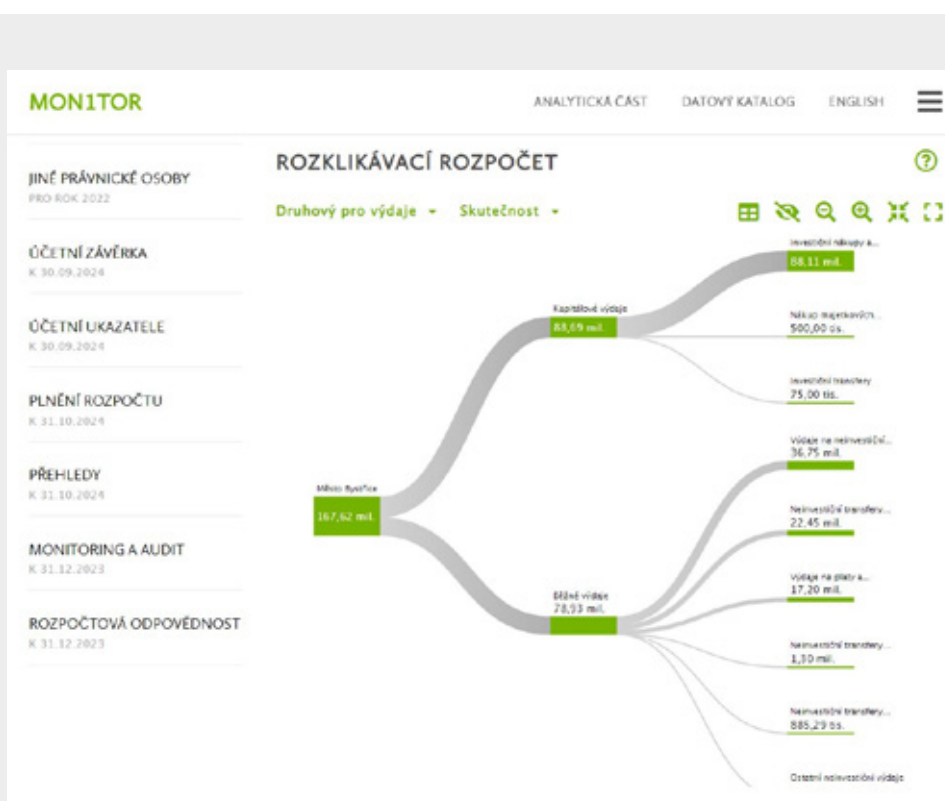 MON1TOR
ANALYTICKÁ ČÁST DATOVÝ KATALOG ENGLISH
JINÉ PRÁVNICKÉ OSOBY
PRO ROK 2022
ÚČETNÍ ZÁVĚRKA
K 30.09.2024
ÚČETNÍ UKAZATELE
K 30.09.2024
PLNĚNÍ ROZPOČTU
K 31.10.2024
PŘEHLEDY
K 31.10.2024
MONITORING A AUDIT
K 31.12.2023
ROZPOČTOVÁ ODPOVĚDNOST
K 31.12.2023
ROZKLIKÁVACÍ ROZPOČET
Druhový pro výdaje Skutečnost
Město Bystřice
167,62 mil.
Kapitálové výdaje
88,69 mil.
Běžné výdaje
78,93 mil.
Investiční nákupy a...
88,11 mil.
Nákup majetkových...
500,00 tis.
Investiční transfery
75,00 tis.
Výdaje na neinvestiční...
36,75 mil.
Neinvestiční transfery...
22,45 mil.
Výdaje na platy a...
17,20 mil.
Neinvestiční transfery...
1,30 mil.
Neinvestiční transfery...
885,29 tis.
Ostatní neinvestiční výdaje